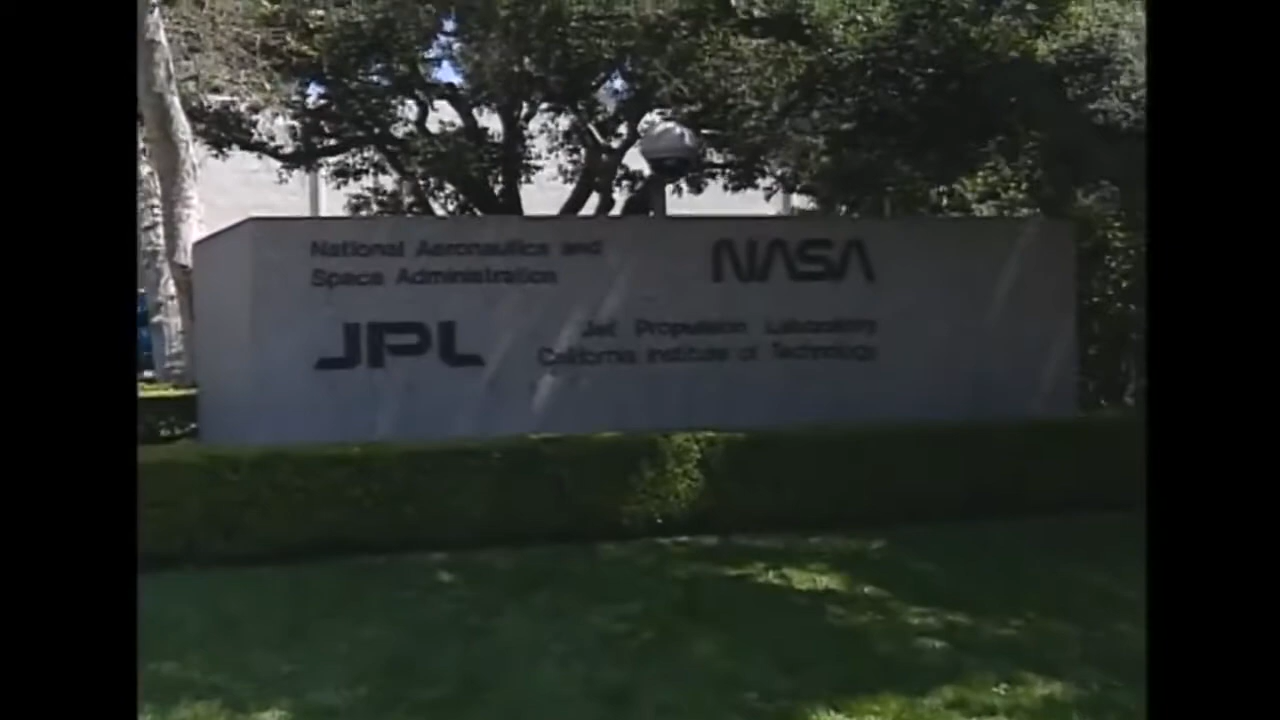 National Aeronautics and
Space Administration
NASA
JPL
Jet Propulsion Laboratory
California Institute of Technology